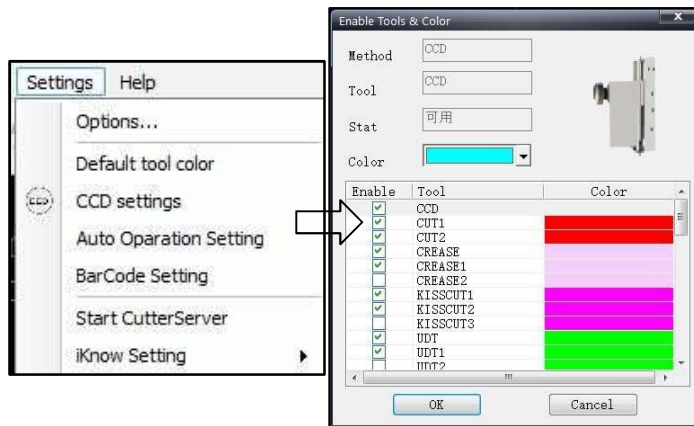 Settings Help
Options...
Default tool color
CCD settings
Auto Oparation Setting
BarCode Setting
Start CutterServer
iKnow Setting
Enable Tools & Color
Method CCD
Tool CCD
Stat 可用
Color
Enable Tool Color
CCD
CUT1
CUT2
CREASE
CREASE1
CREASE2
KISSCUT1
KISSCUT2
KISSCUT3
UDT
UDT1
UDT2
OK Cancel